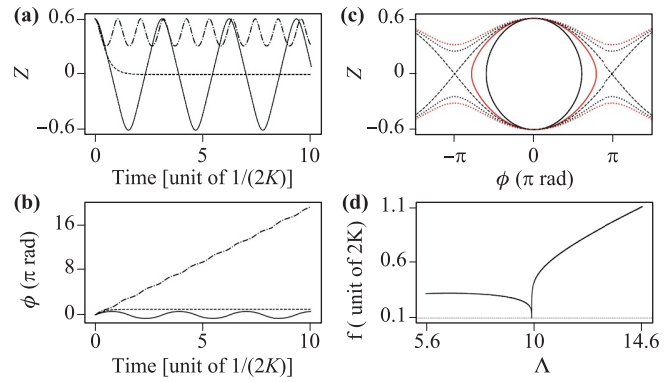 (a)
0.6
0
−0.6
Z
0
5
10
Time [unit of 1/(2K)]
(c)
0.6
0
−0.6
Z
−π
0
π
ϕ (π rad)
(b)
16
8
0
ϕ (π rad)
0
5
10
Time [unit of 1/(2K)]
(d)
1.1
0.6
0.1
f ( unit of 2K)
5.6
10
14.6
Λ